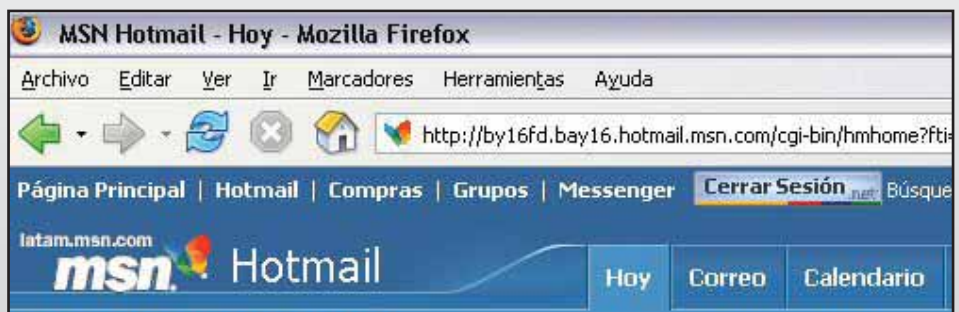 MSN Hotmail - Hoy - Mozilla Firefox
Archivo Editar Ver Ir Marcadores Herramientas Ayuda
http://by16fd.bay16.hotmail.msn.com/cgi-bin/hmhome?fti=
Página Principal | Hotmail | Compras | Grupos | Messenger Cerrar Sesión .net Búsque
latam.msn.com
msn Hotmail Hoy Correo Calendario